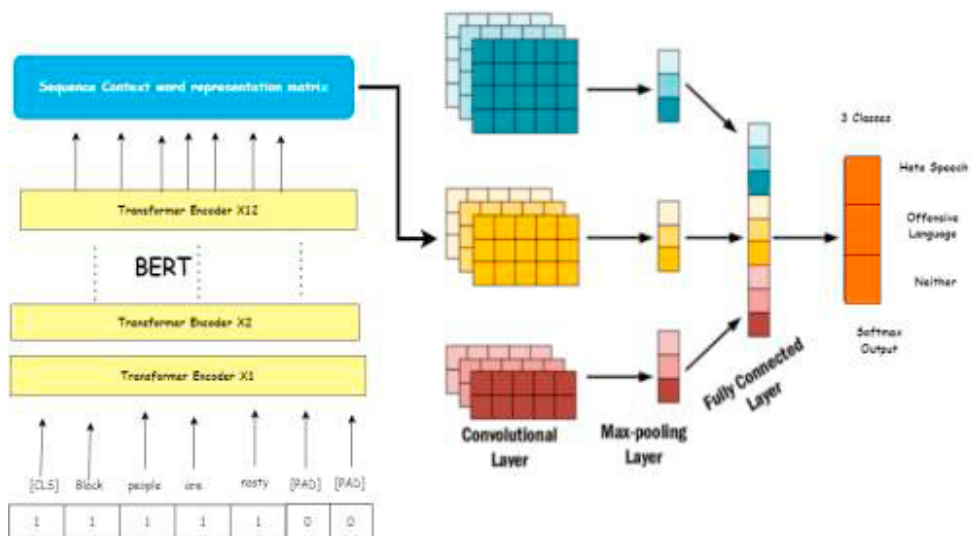 Sequence Context word representation matrix
Transformer Encoder X12
BERT
Transformer Encoder X2
Transformer Encoder X1
[CLS] Black people are nasty [PAD] [PAD]
1 1 1 1 1 0 0
Convolutional
Layer
Max-pooling
Layer
Fully Connected
Layer
3 Classes
Hate Speech
Offensive
Language
Neither
Softmax
Output